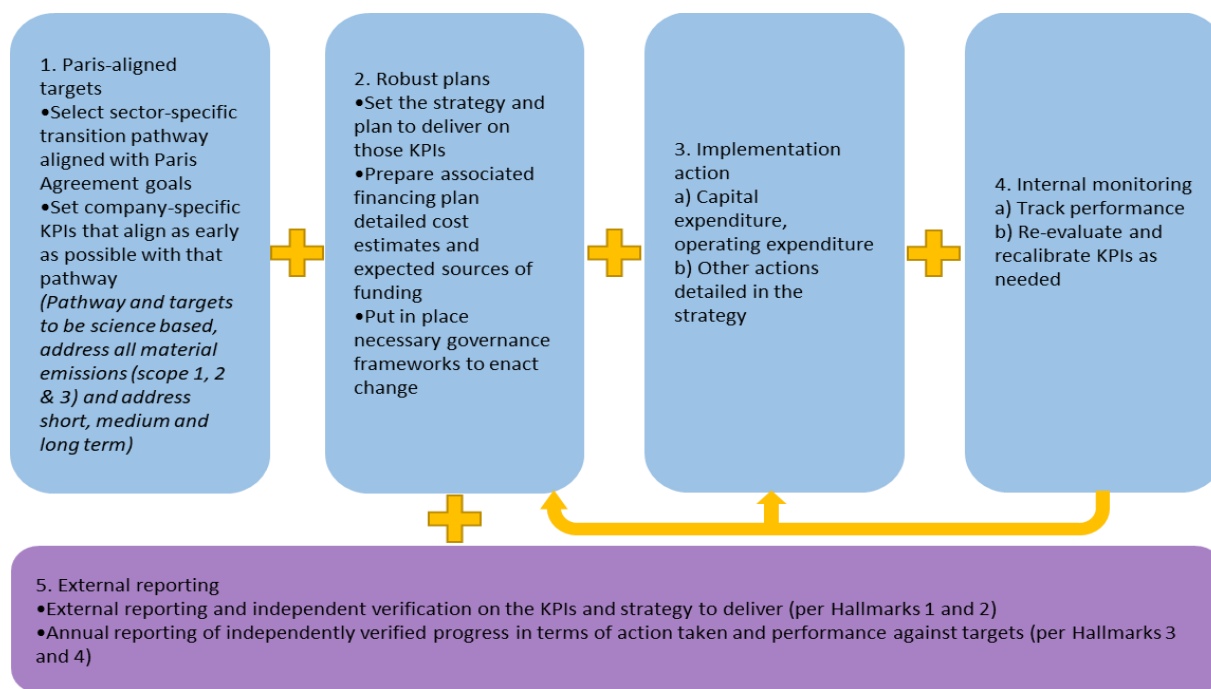 1. Paris-aligned
targets
•Select sector-specific
transition pathway
aligned with Paris
Agreement goals
•Set company-specific
KPIs that align as early
as possible with that
pathway
(Pathway and targets
to be science based,
address all material
emissions (scope 1, 2
& 3) and address
short, medium and
long term)
2. Robust plans
•Set the strategy and
plan to deliver on
those KPIs
•Prepare associated
financing plan
detailed cost
estimates and
expected sources of
funding
•Put in place
necessary governance
frameworks to enact
change
3. Implementation
action
a) Capital
expenditure,
operating expenditure
b) Other actions
detailed in the
strategy
4. Internal monitoring
a) Track performance
b) Re-evaluate and
recalibrate KPIs as
needed
5. External reporting
•External reporting and independent verification on the KPIs and strategy to deliver (per Hallmarks 1 and 2)
•Annual reporting of independently verified progress in terms of action taken and performance against targets (per Hallmarks 3
and 4)